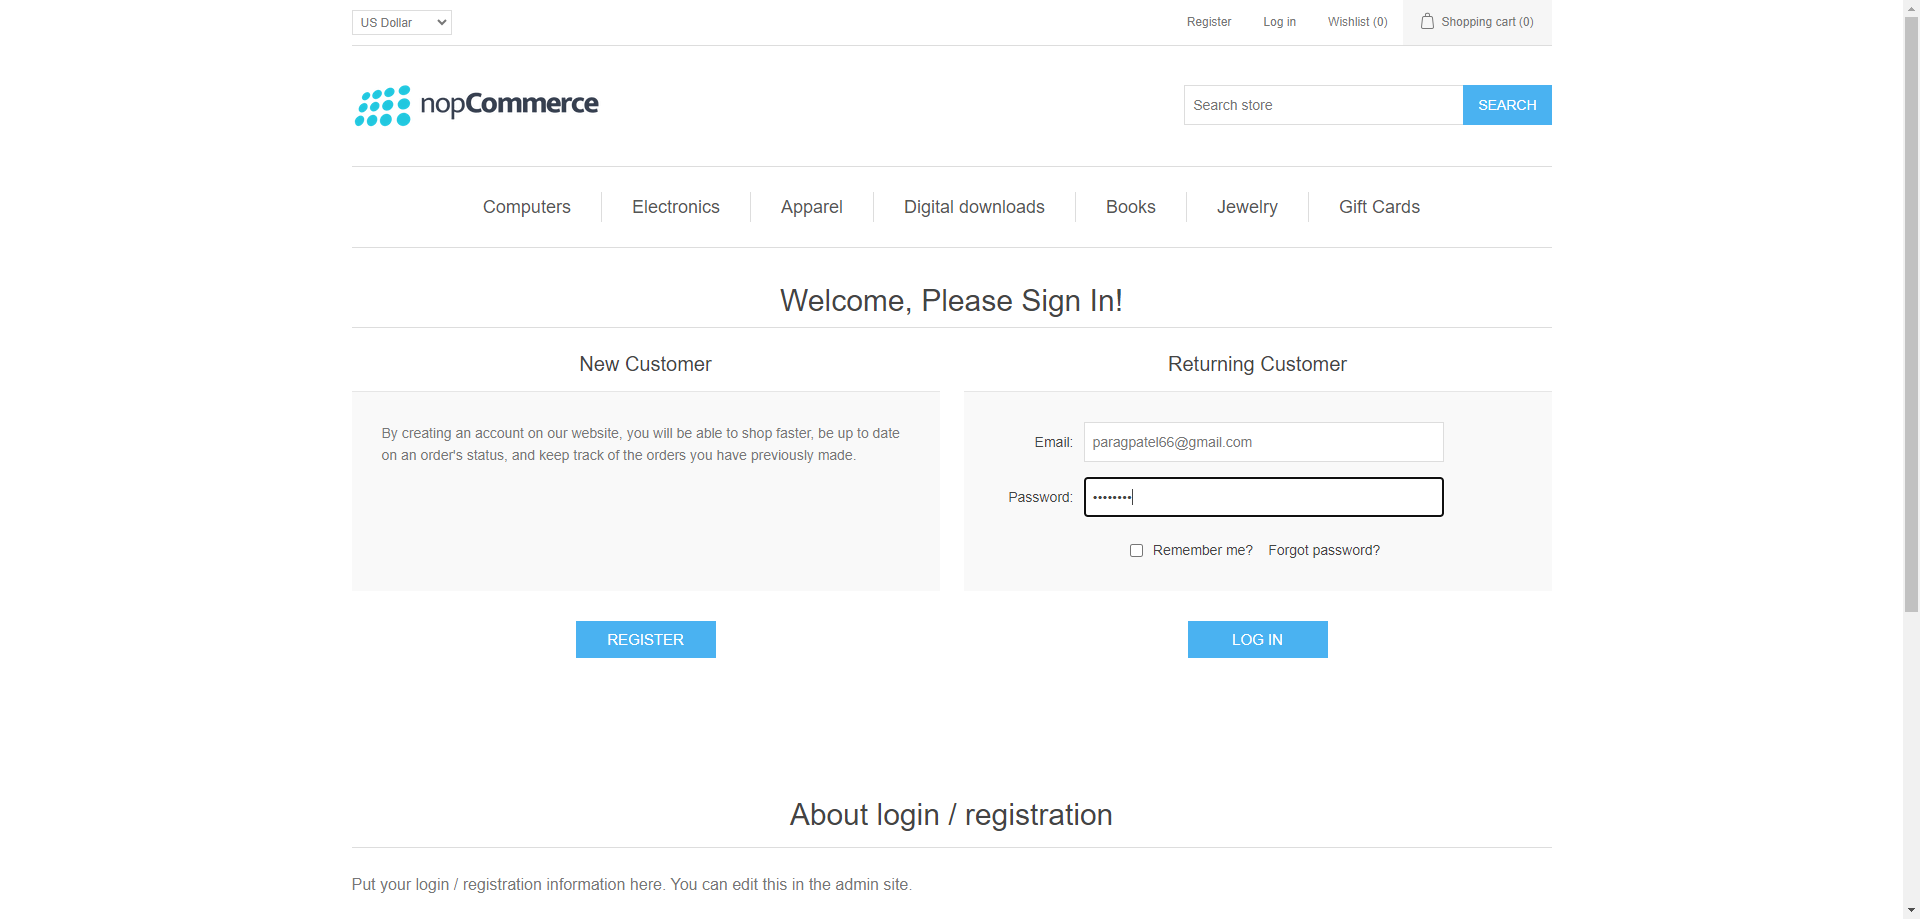 US Dollar
Register
Log in
Wishlist (0)
Shopping cart (0)
nopCommerce
Search store
SEARCH
Computers
Electronics
Apparel
Digital downloads
Books
Jewelry
Gift Cards
Welcome, Please Sign In!
New Customer
By creating an account on our website, you will be able to shop faster, be up to date
on an order's status, and keep track of the orders you have previously made.
REGISTER
Returning Customer
Email: paragpatel66@gmail.com
Password: ••••••••
Remember me? Forgot password?
LOG IN
About login / registration
Put your login / registration information here. You can edit this in the admin site.